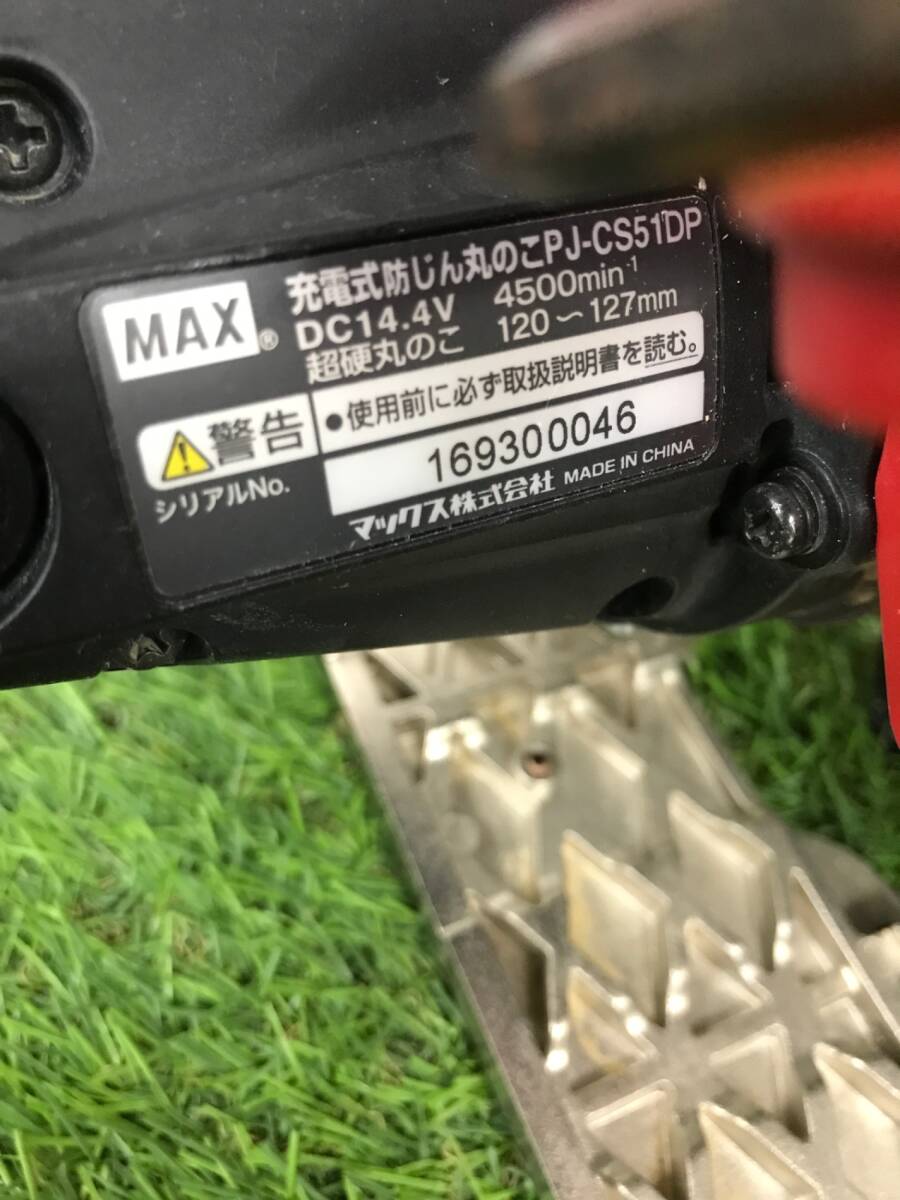 MAX®
充電式防じん丸のこPJ-CS51DP
DC14.4V 4500min-1
超硬丸のこ 120～127mm
警告
●使用前に必ず取扱説明書を読む。
シリアルNo. 169300046
マックス株式会社 MADE IN CHINA